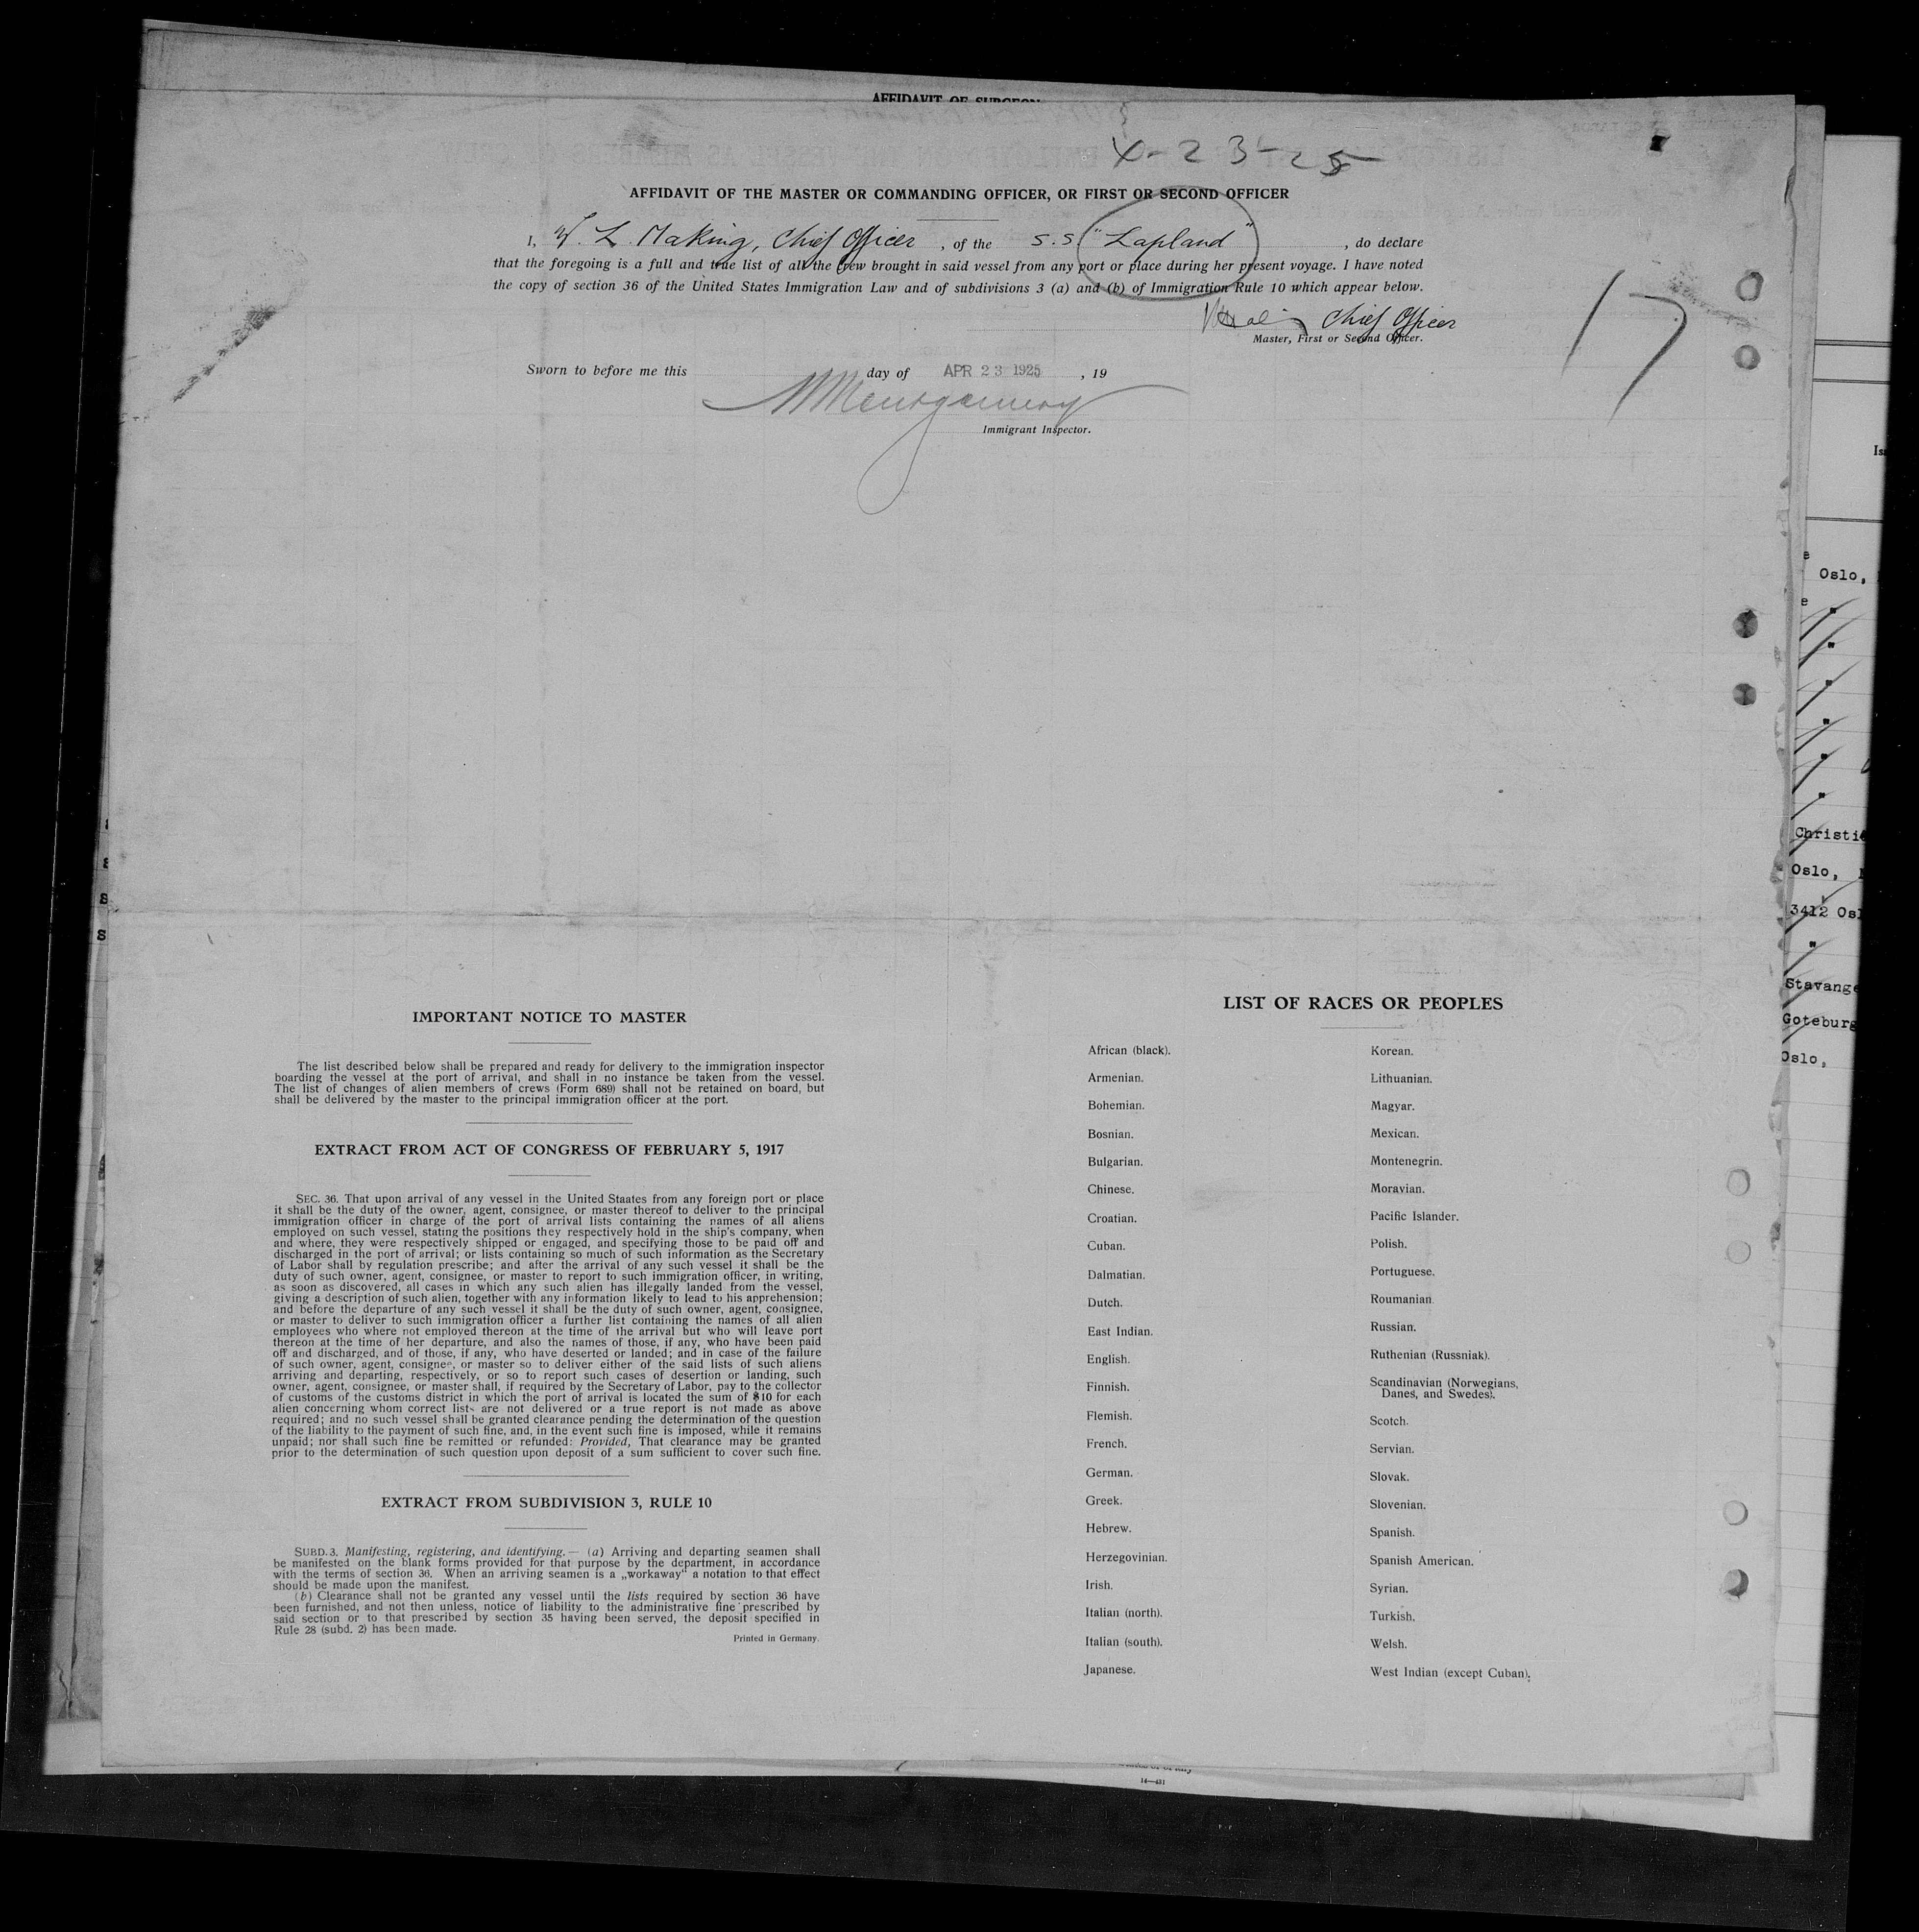 AFFIDAVIT OF SURGEON
4-23-25
AFFIDAVIT OF THE MASTER OR COMMANDING OFFICER, OR FIRST OR SECOND OFFICER
I, W. L. Making, Chief Officer, of the S.S. "Lapland", do declare
that the foregoing is a full and true list of all the crew brought in said vessel from any port or place during her present voyage. I have noted
the copy of section 36 of the United States Immigration Law and of subdivisions 3 (a) and (b) of Immigration Rule 10 which appear below.
Chief Officer
Master, First or Second Officer.
17
Sworn to before me this day of APR 23 1925, 19
Montgomery
Immigrant Inspector.
IMPORTANT NOTICE TO MASTER
The list described below shall be prepared and ready for delivery to the immigration inspector
boarding the vessel at the port of arrival, and shall in no instance be taken from the vessel.
The list of changes of alien members of crews (Form 689) shall not be retained on board, but
shall be delivered by the master to the principal immigration officer at the port.
EXTRACT FROM ACT OF CONGRESS OF FEBRUARY 5, 1917
SEC. 36. That upon arrival of any vessel in the United Staates from any foreign port or place
it shall be the duty of the owner, agent, consignee, or master thereof to deliver to the principal
immigration officer in charge of the port of arrival lists containing the names of all aliens
employed on such vessel, stating the positions they respectively hold in the ship's company, when
and where, they were respectively shipped or engaged, and specifying those to be paid off and
discharged in the port of arrival; or lists containing so much of such information as the Secretary
of Labor shall by regulation prescribe; and after the arrival of any such vessel it shall be the
duty of such owner, agent, consignee, or master to report to such immigration officer, in writing,
as soon as discovered, all cases in which any such alien has illegally landed from the vessel,
giving a description of such alien, together with any information likely to lead to his apprehension;
and before the departure of any such vessel it shall be the duty of such owner, agent, consignee,
or master to deliver to such immigration officer a further list containing the names of all alien
employees who where not employed thereon at the time of the arrival but who will leave port
thereon at the time of her departure, and also the names of those, if any, who have been paid
off and discharged, and of those, if any, who have deserted or landed; and in case of the failure
of such owner, agent, consignee, or master so to deliver either of the said lists of such aliens
arriving and departing, respectively, or so to report such cases of desertion or landing, such
owner, agent, consignee, or master shall, if required by the Secretary of Labor, pay to the collector
of customs of the customs district in which the port of arrival is located the sum of $10 for each
alien concerning whom correct lists are not delivered or a true report is not made as above
required; and no such vessel shall be granted clearance pending the determination of the question
of the liability to the payment of such fine, and, in the event such fine is imposed, while it remains
unpaid; nor shall such fine be remitted or refunded: Provided, That clearance may be granted
prior to the determination of such question upon deposit of a sum sufficient to cover such fine.
EXTRACT FROM SUBDIVISION 3, RULE 10
SUBD. 3. Manifesting, registering, and identifying. — (a) Arriving and departing seamen shall
be manifested on the blank forms provided for that purpose by the department, in accordance
with the terms of section 36. When an arriving seamen is a „workaway“ a notation to that effect
should be made upon the manifest.
(b) Clearance shall not be granted any vessel until the lists required by section 36 have
been furnished, and not then unless, notice of liability to the administrative fine prescribed by
said section or to that prescribed by section 35 having been served, the deposit specified in
Rule 28 (subd. 2) has been made.
Printed in Germany.
LIST OF RACES OR PEOPLES
African (black).
Armenian.
Bohemian.
Bosnian.
Bulgarian.
Chinese.
Croatian.
Cuban.
Dalmatian.
Dutch.
East Indian.
English.
Finnish.
Flemish.
French.
German.
Greek.
Hebrew.
Herzegovinian.
Irish.
Italian (north).
Italian (south).
Japanese.
Korean.
Lithuanian.
Magyar.
Mexican.
Montenegrin.
Moravian.
Pacific Islander.
Polish.
Portuguese.
Roumanian
Russian.
Ruthenian (Russniak).
Scandinavian (Norwegians,
Danes, and Swedes).
Scotch.
Servian.
Slovak.
Slovenian.
Spanish.
Spanish American.
Syrian.
Turkish.
Welsh.
West Indian (except Cuban).
Oslo,
"
"
"
"
"
"
Oslo,
3412
"
Oslo,
14—431